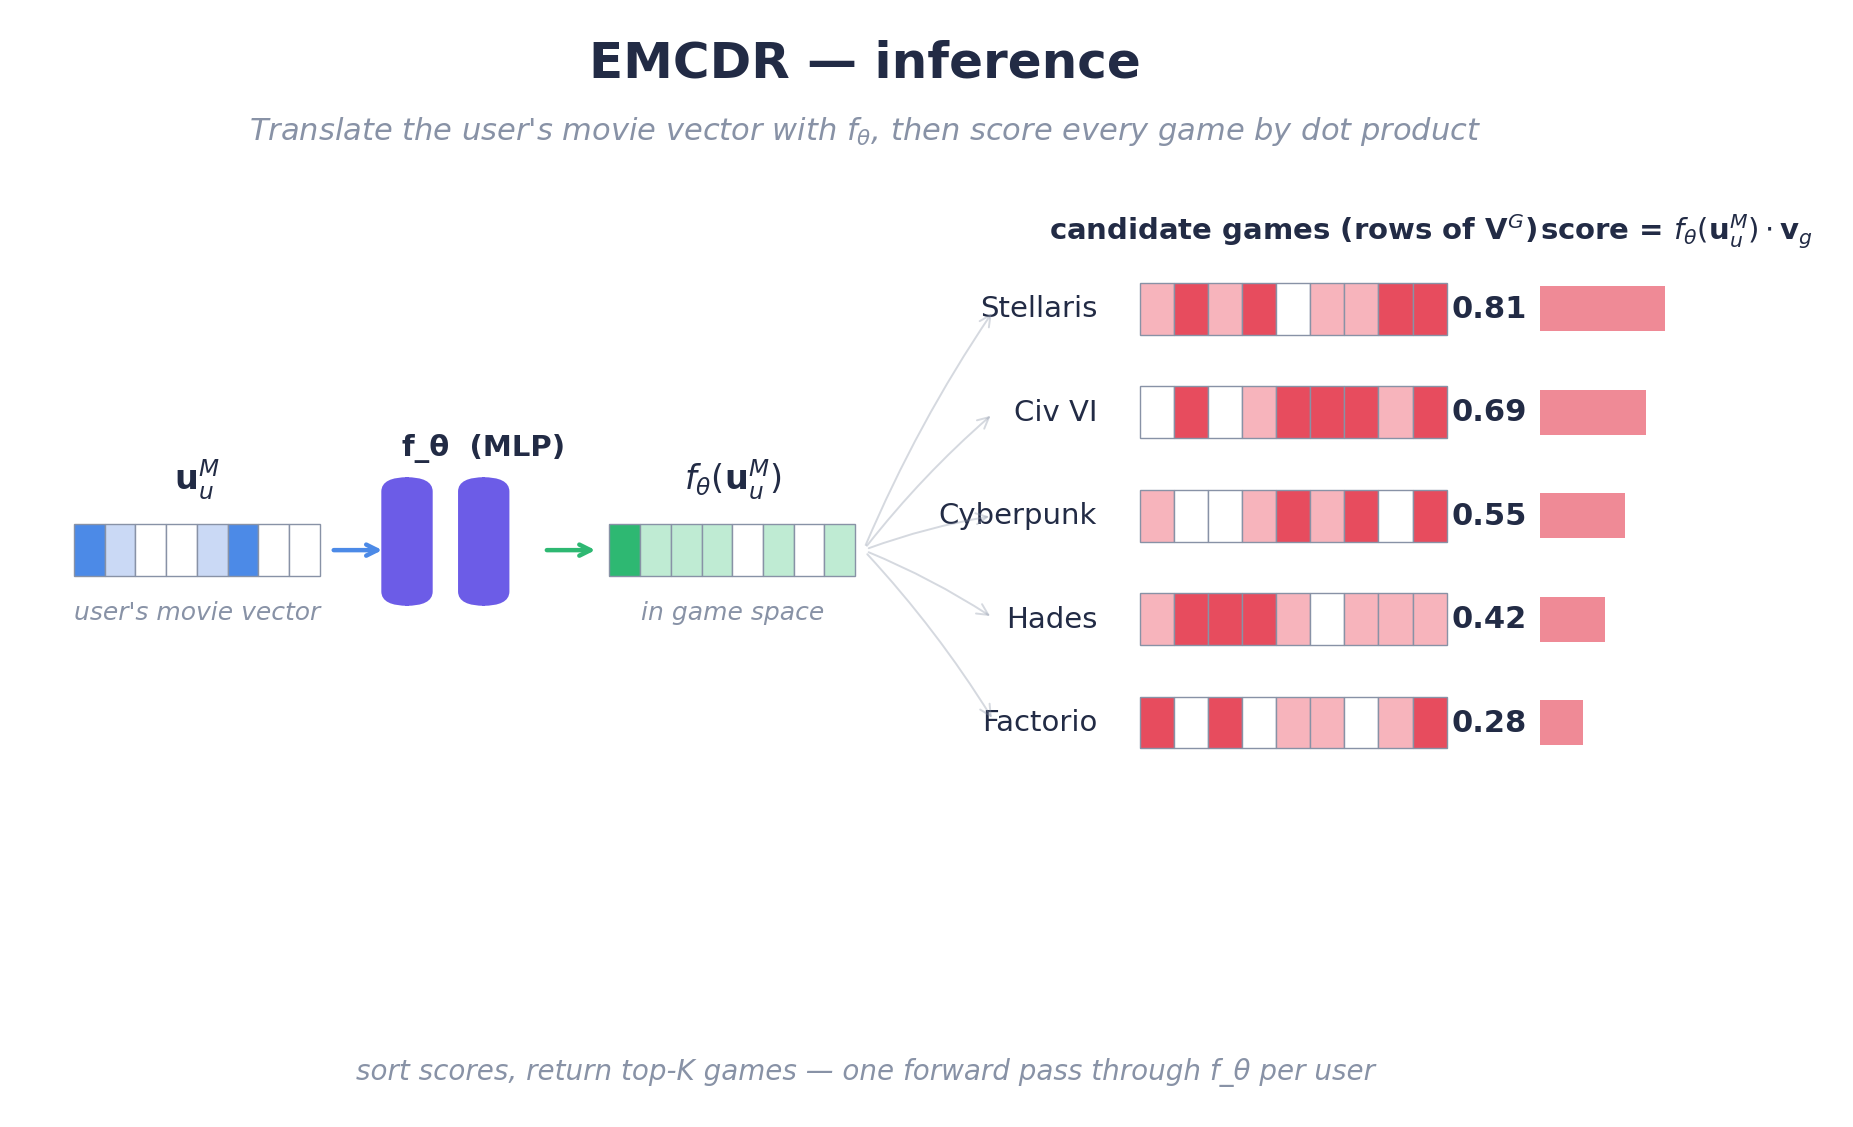 EMCDR — inference
Translate the user's movie vector with f_θ, then score every game by dot product
candidate games (rows of V^G) score = f_θ(u_u^M) · v_g
Stellaris 0.81
Civ VI 0.69
f_θ (MLP)
u_u^M f_θ(u_u^M)
Cyberpunk 0.55
user's movie vector in game space
Hades 0.42
Factorio 0.28
sort scores, return top-K games — one forward pass through f_θ per user